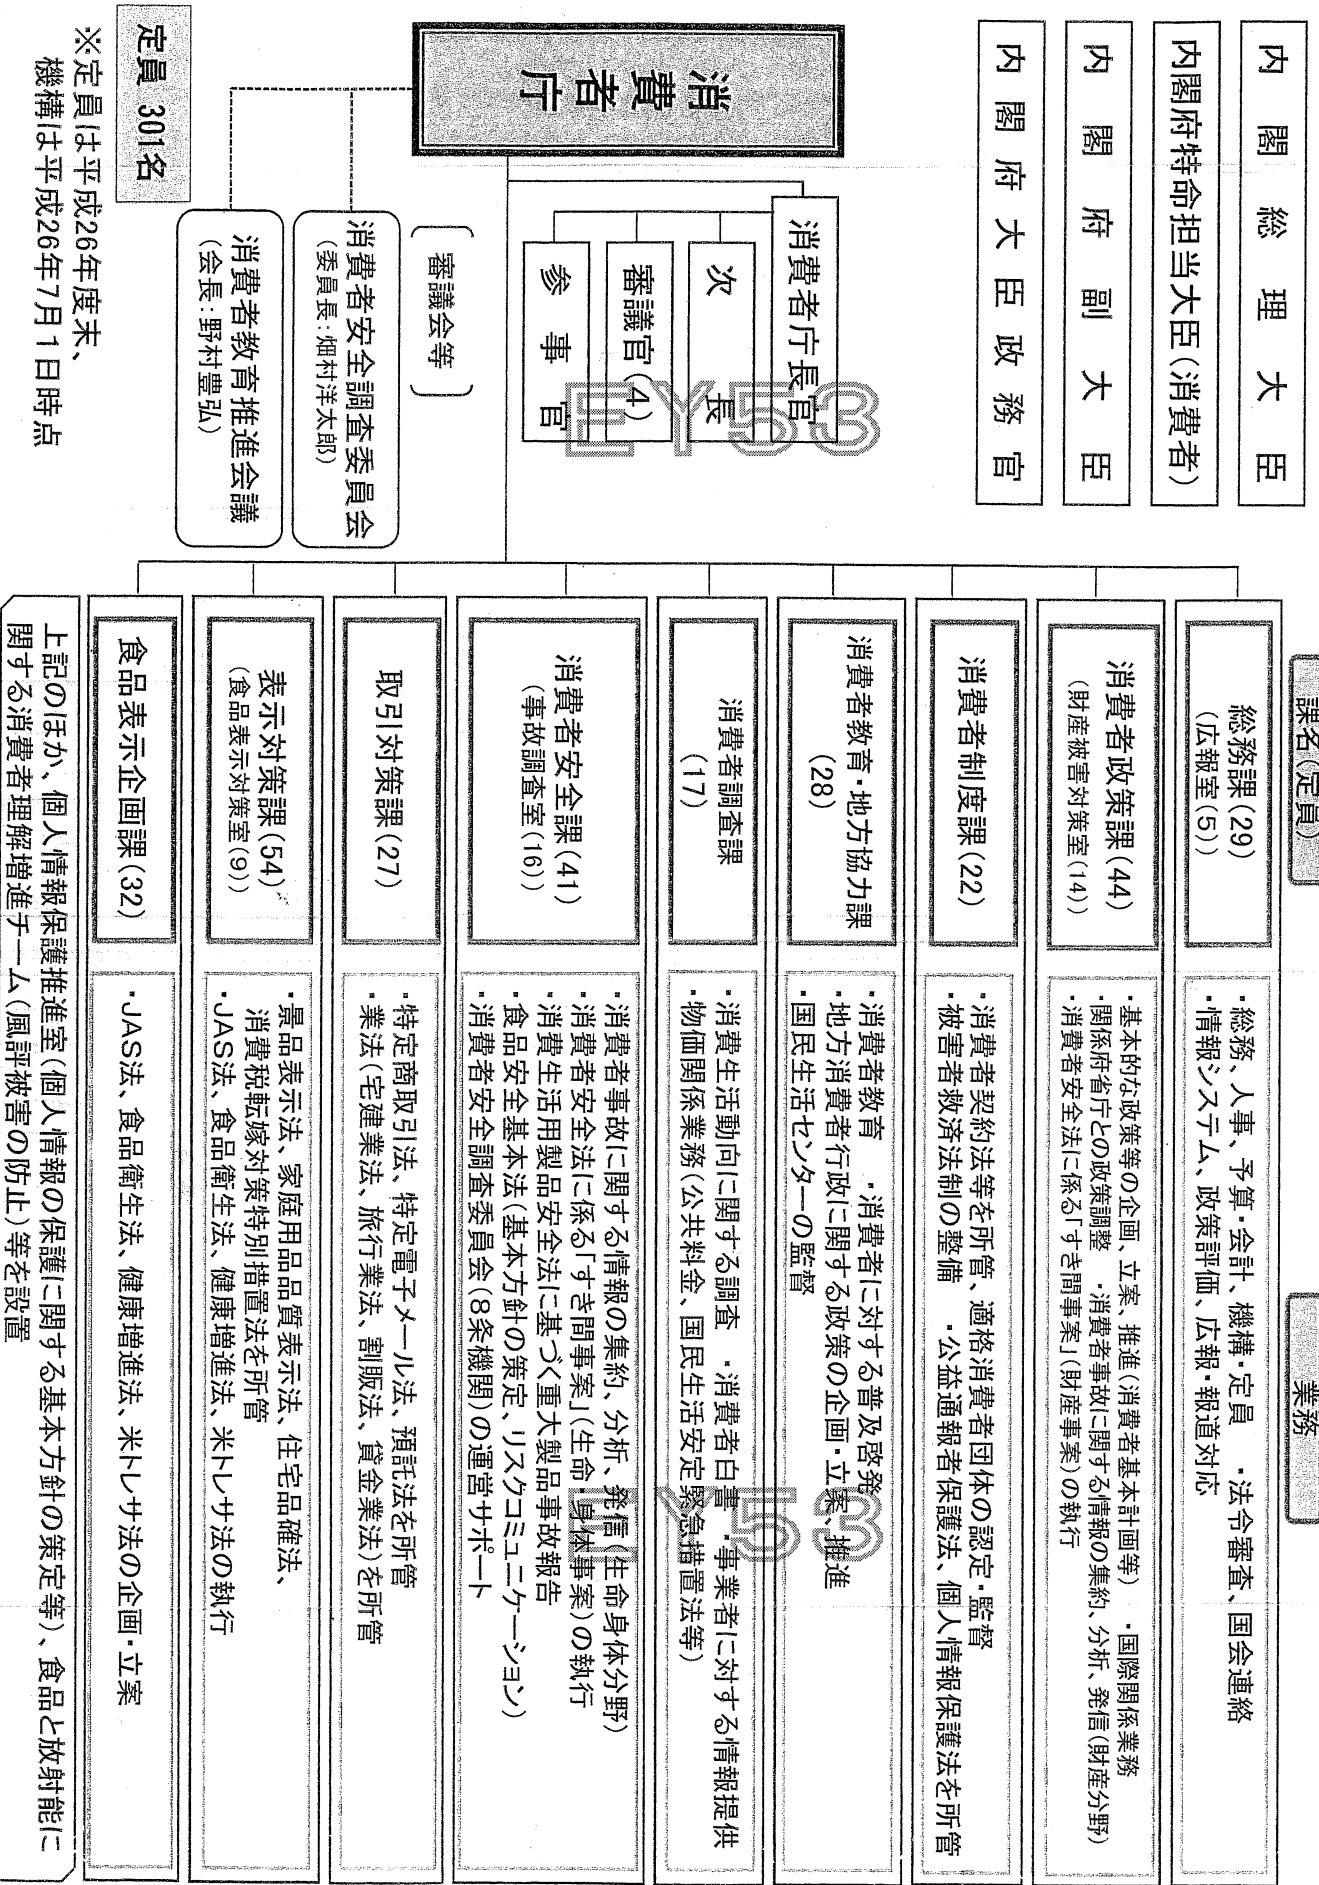 内閣総理大臣
内閣府特命担当大臣(消費者)
内閣府副大臣
内閣府大臣政務官
消費者庁
消費者庁長官
次長
審議官(4)
参事官
EY53
〔審議会等〕
消費者安全調査委員会
(委員長:畑村洋太郎)
消費者教育推進会議
(会長:野村豊弘)
定員 301名
※定員は平成26年度末、
機構は平成26年7月1日時点
課名(定員)
業務
総務課(29)
(広報室(5))
・総務、人事、予算・会計、機構・定員 ・法令審査、国会連絡
・情報システム、政策評価、広報・報道対応
消費者政策課(44)
(財産被害対策室(14))
・基本的な政策等の企画、立案、推進(消費者基本計画等) ・国際関係業務
・関係府省庁との政策調整 ・消費者事故に関する情報の集約、分析、発信(財産分野)
・消費者安全法に係る「すき間事案」(財産事案)の執行
消費者制度課(22)
・消費者契約法等を所管、適格消費者団体の認定・監督
・被害者救済法制の整備 ・公益通報者保護法、個人情報保護法を所管
消費者教育・地方協力課
(28)
・消費者教育 ・消費者に対する普及啓発
・地方消費者行政に関する政策の企画・立案、推進
・国民生活センターの監督
消費者調査課
(17)
・消費生活動向に関する調査 ・消費者白書 ・事業者に対する情報提供
・物価関係業務(公共料金、国民生活安定緊急措置法等)
消費者安全課(41)
(事故調査室(16))
・消費者事故に関する情報の集約、分析、発信(生命身体分野)
・消費者安全法に係る「すき間事案」(生命・身体事案)の執行
・消費生活用製品安全法に基づく重大製品事故報告
・食品安全基本法(基本方針の策定、リスクコミュニケーション)
・消費者安全調査委員会(8条機関)の運営サポート
取引対策課(27)
・特定商取引法、特定電子メール法、預託法を所管
・業法(宅建業法、旅行業法、割販法、貸金業法)を所管
表示対策課(54)
(食品表示対策室(9))
・景品表示法、家庭用品品質表示法、住宅品確法、
消費税転嫁対策特別措置法を所管
・JAS法、食品衛生法、健康増進法、米トレサ法の執行
食品表示企画課(32)
・JAS法、食品衛生法、健康増進法、米トレサ法の企画・立案
EY53
上記のほか、個人情報保護推進室(個人情報の保護に関する基本方針の策定等)、食品と放射能に
関する消費者理解増進チーム(風評被害の防止)等を設置